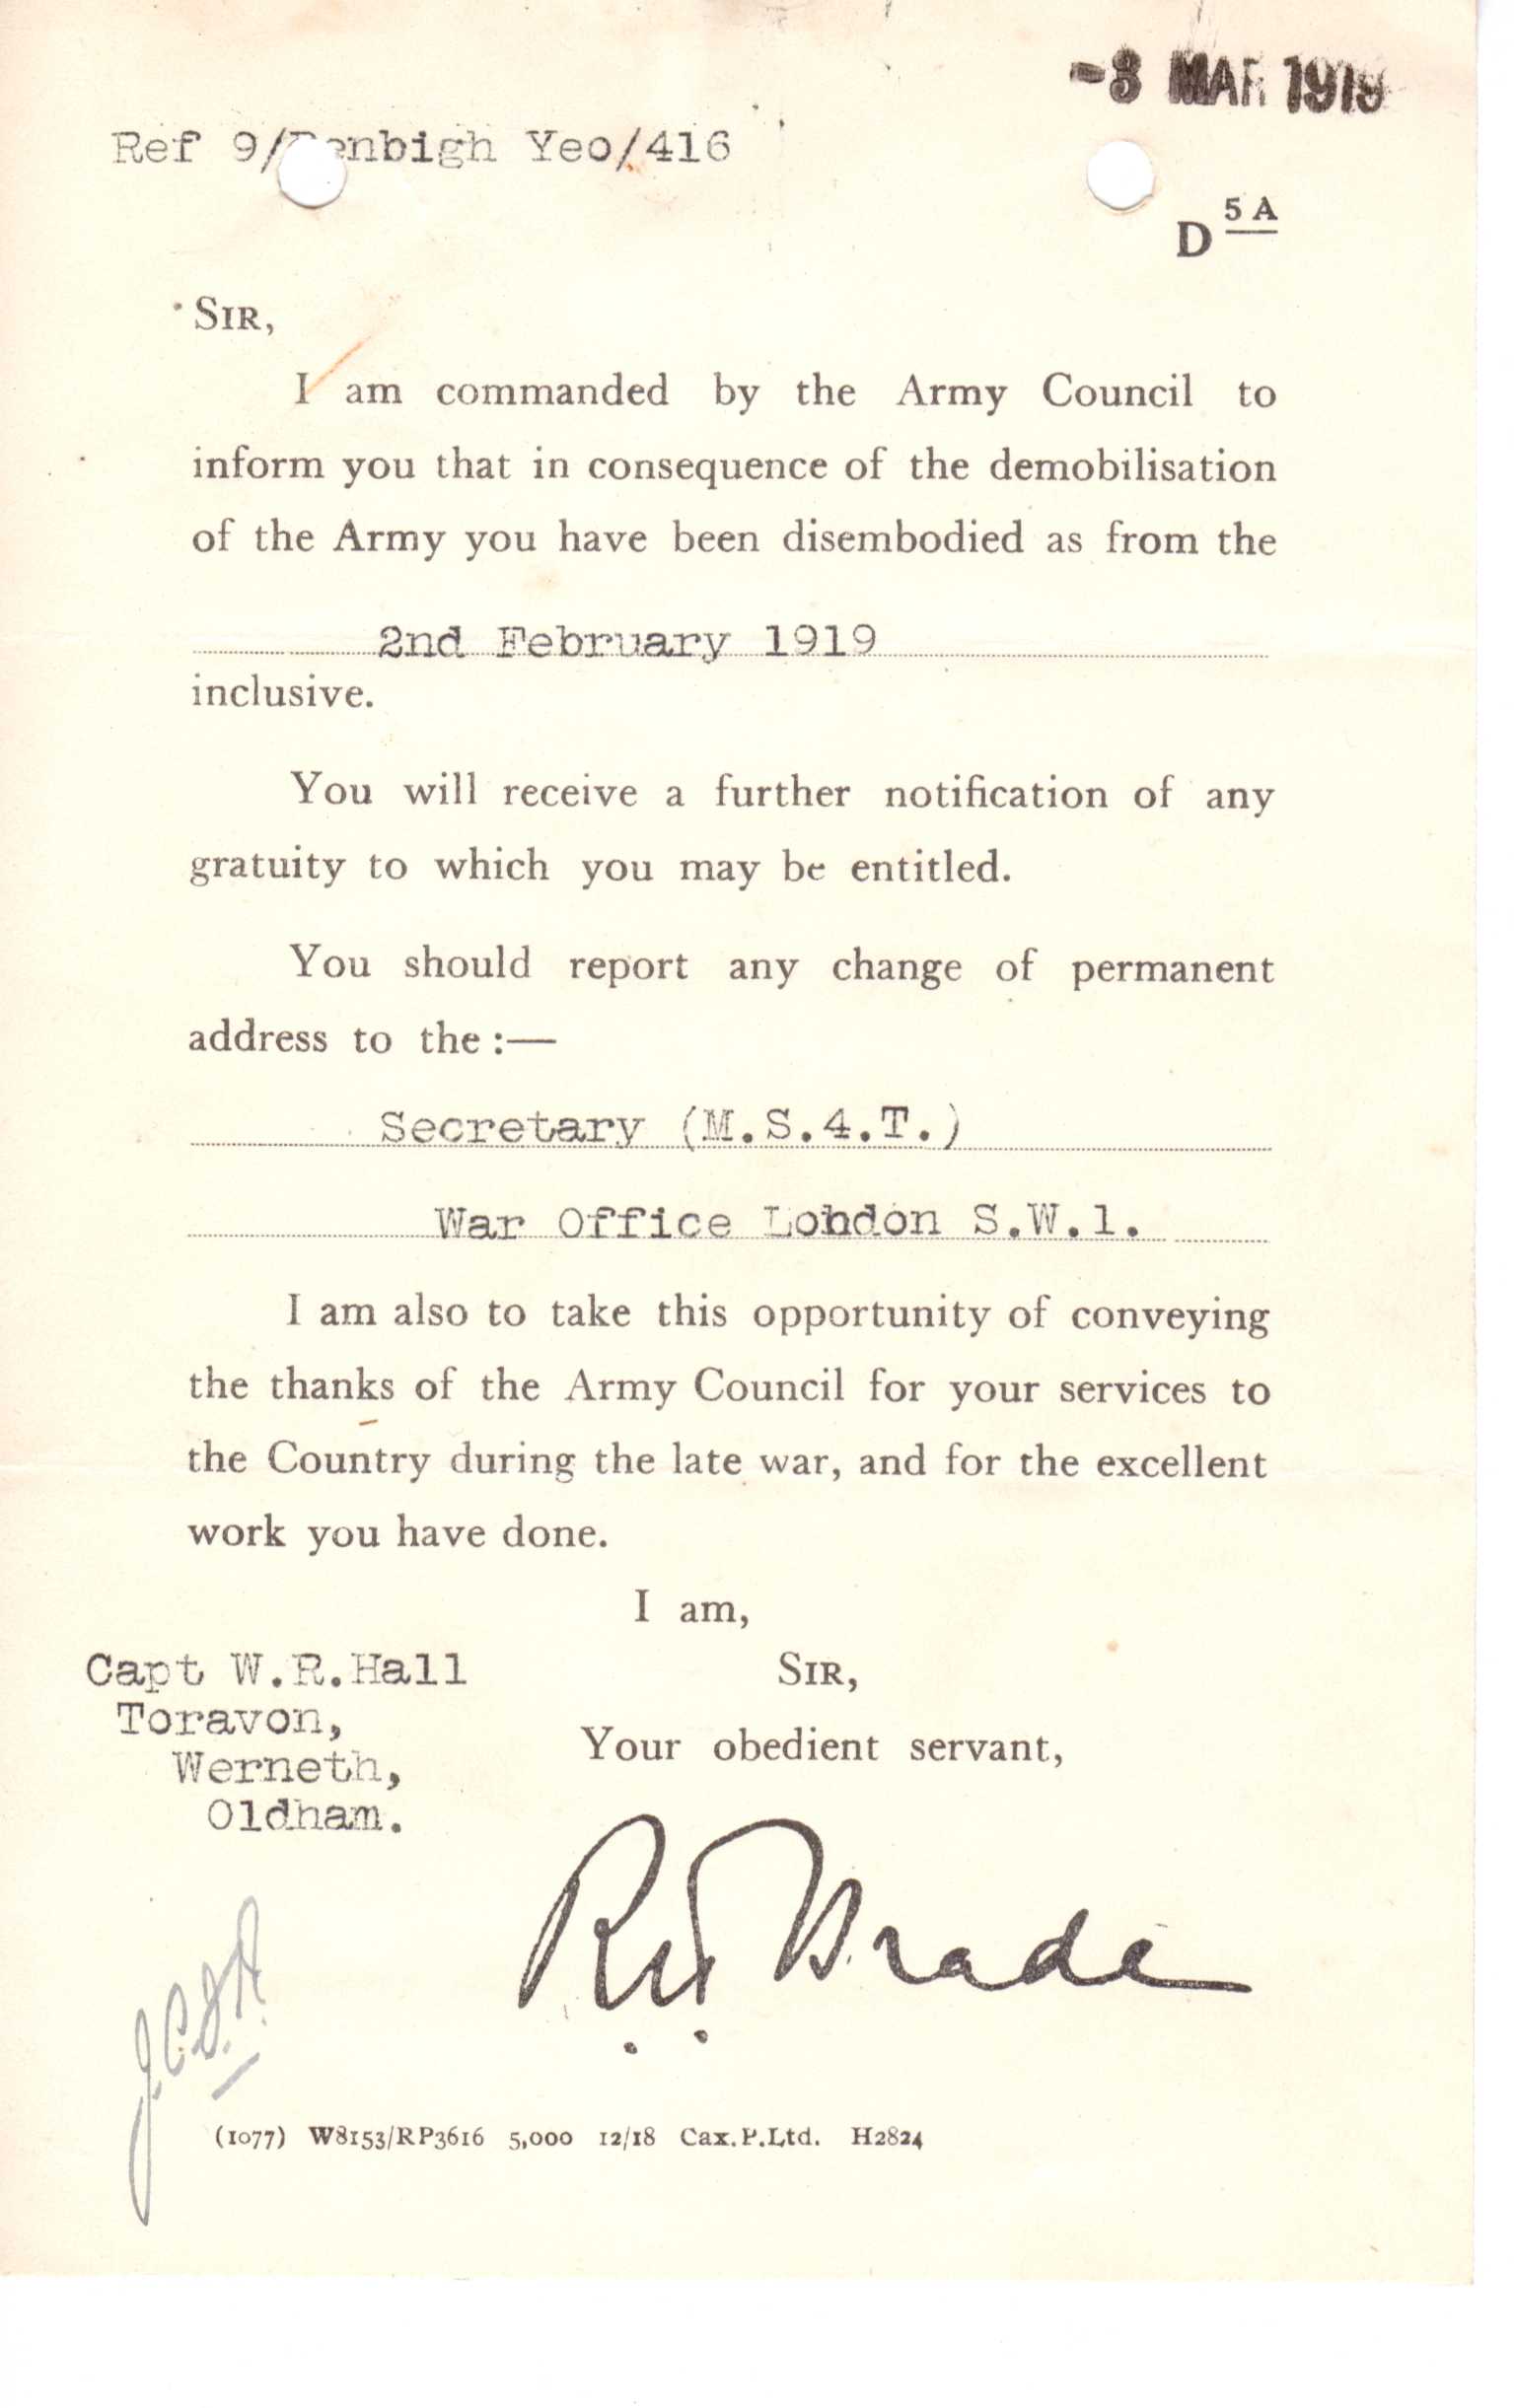 -3 MAR 1919
Ref 9/Denbigh Yeo/416
D 5 A
SIR,
I am commanded by the Army Council to
inform you that in consequence of the demobilisation
of the Army you have been disembodied as from the
2nd February 1919
inclusive.
You will receive a further notification of any
gratuity to which you may be entitled.
You should report any change of permanent
address to the :—
Secretary (M.S.4.T.)
War Office London S.W.1.
I am also to take this opportunity of conveying
the thanks of the Army Council for your services to
the Country during the late war, and for the excellent
work you have done.
I am,
Capt W.R.Hall
SIR,
Toravon,
Your obedient servant,
Werneth,
Oldham.
Brade
(1077) W8153/RP3616 5,000 12/18 Cax.P.Ltd. H2824